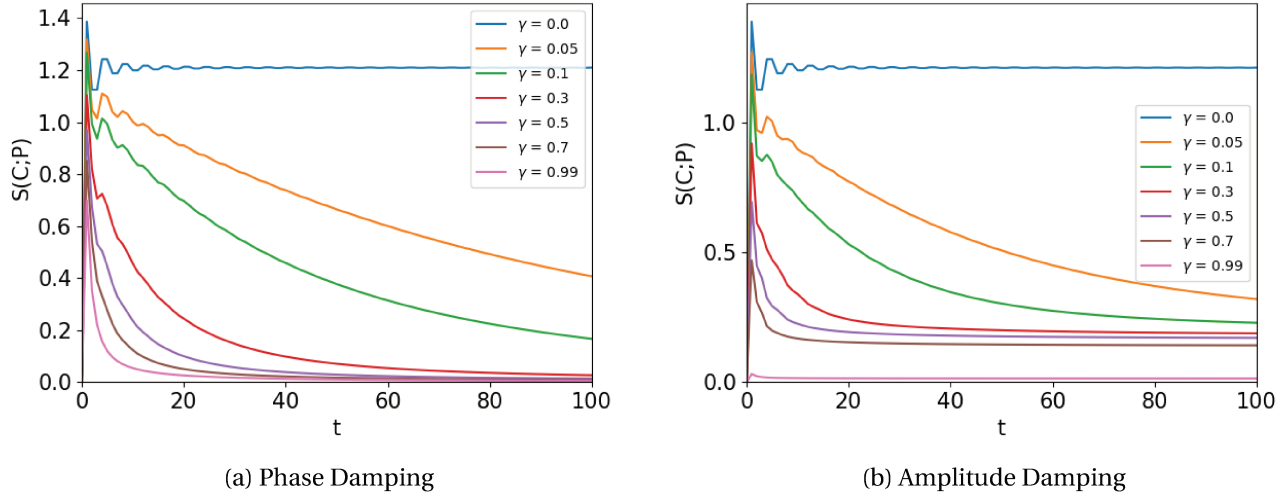 1.4
1.2
1.0
0.8
0.6
0.4
0.2
0.0
S(C;P)
0
20
40
60
80
100
t
γ = 0.0
γ = 0.05
γ = 0.1
γ = 0.3
γ = 0.5
γ = 0.7
γ = 0.99
(a) Phase Damping
1.0
0.5
0.0
S(C;P)
0
20
40
60
80
100
t
γ = 0.0
γ = 0.05
γ = 0.1
γ = 0.3
γ = 0.5
γ = 0.7
γ = 0.99
(b) Amplitude Damping